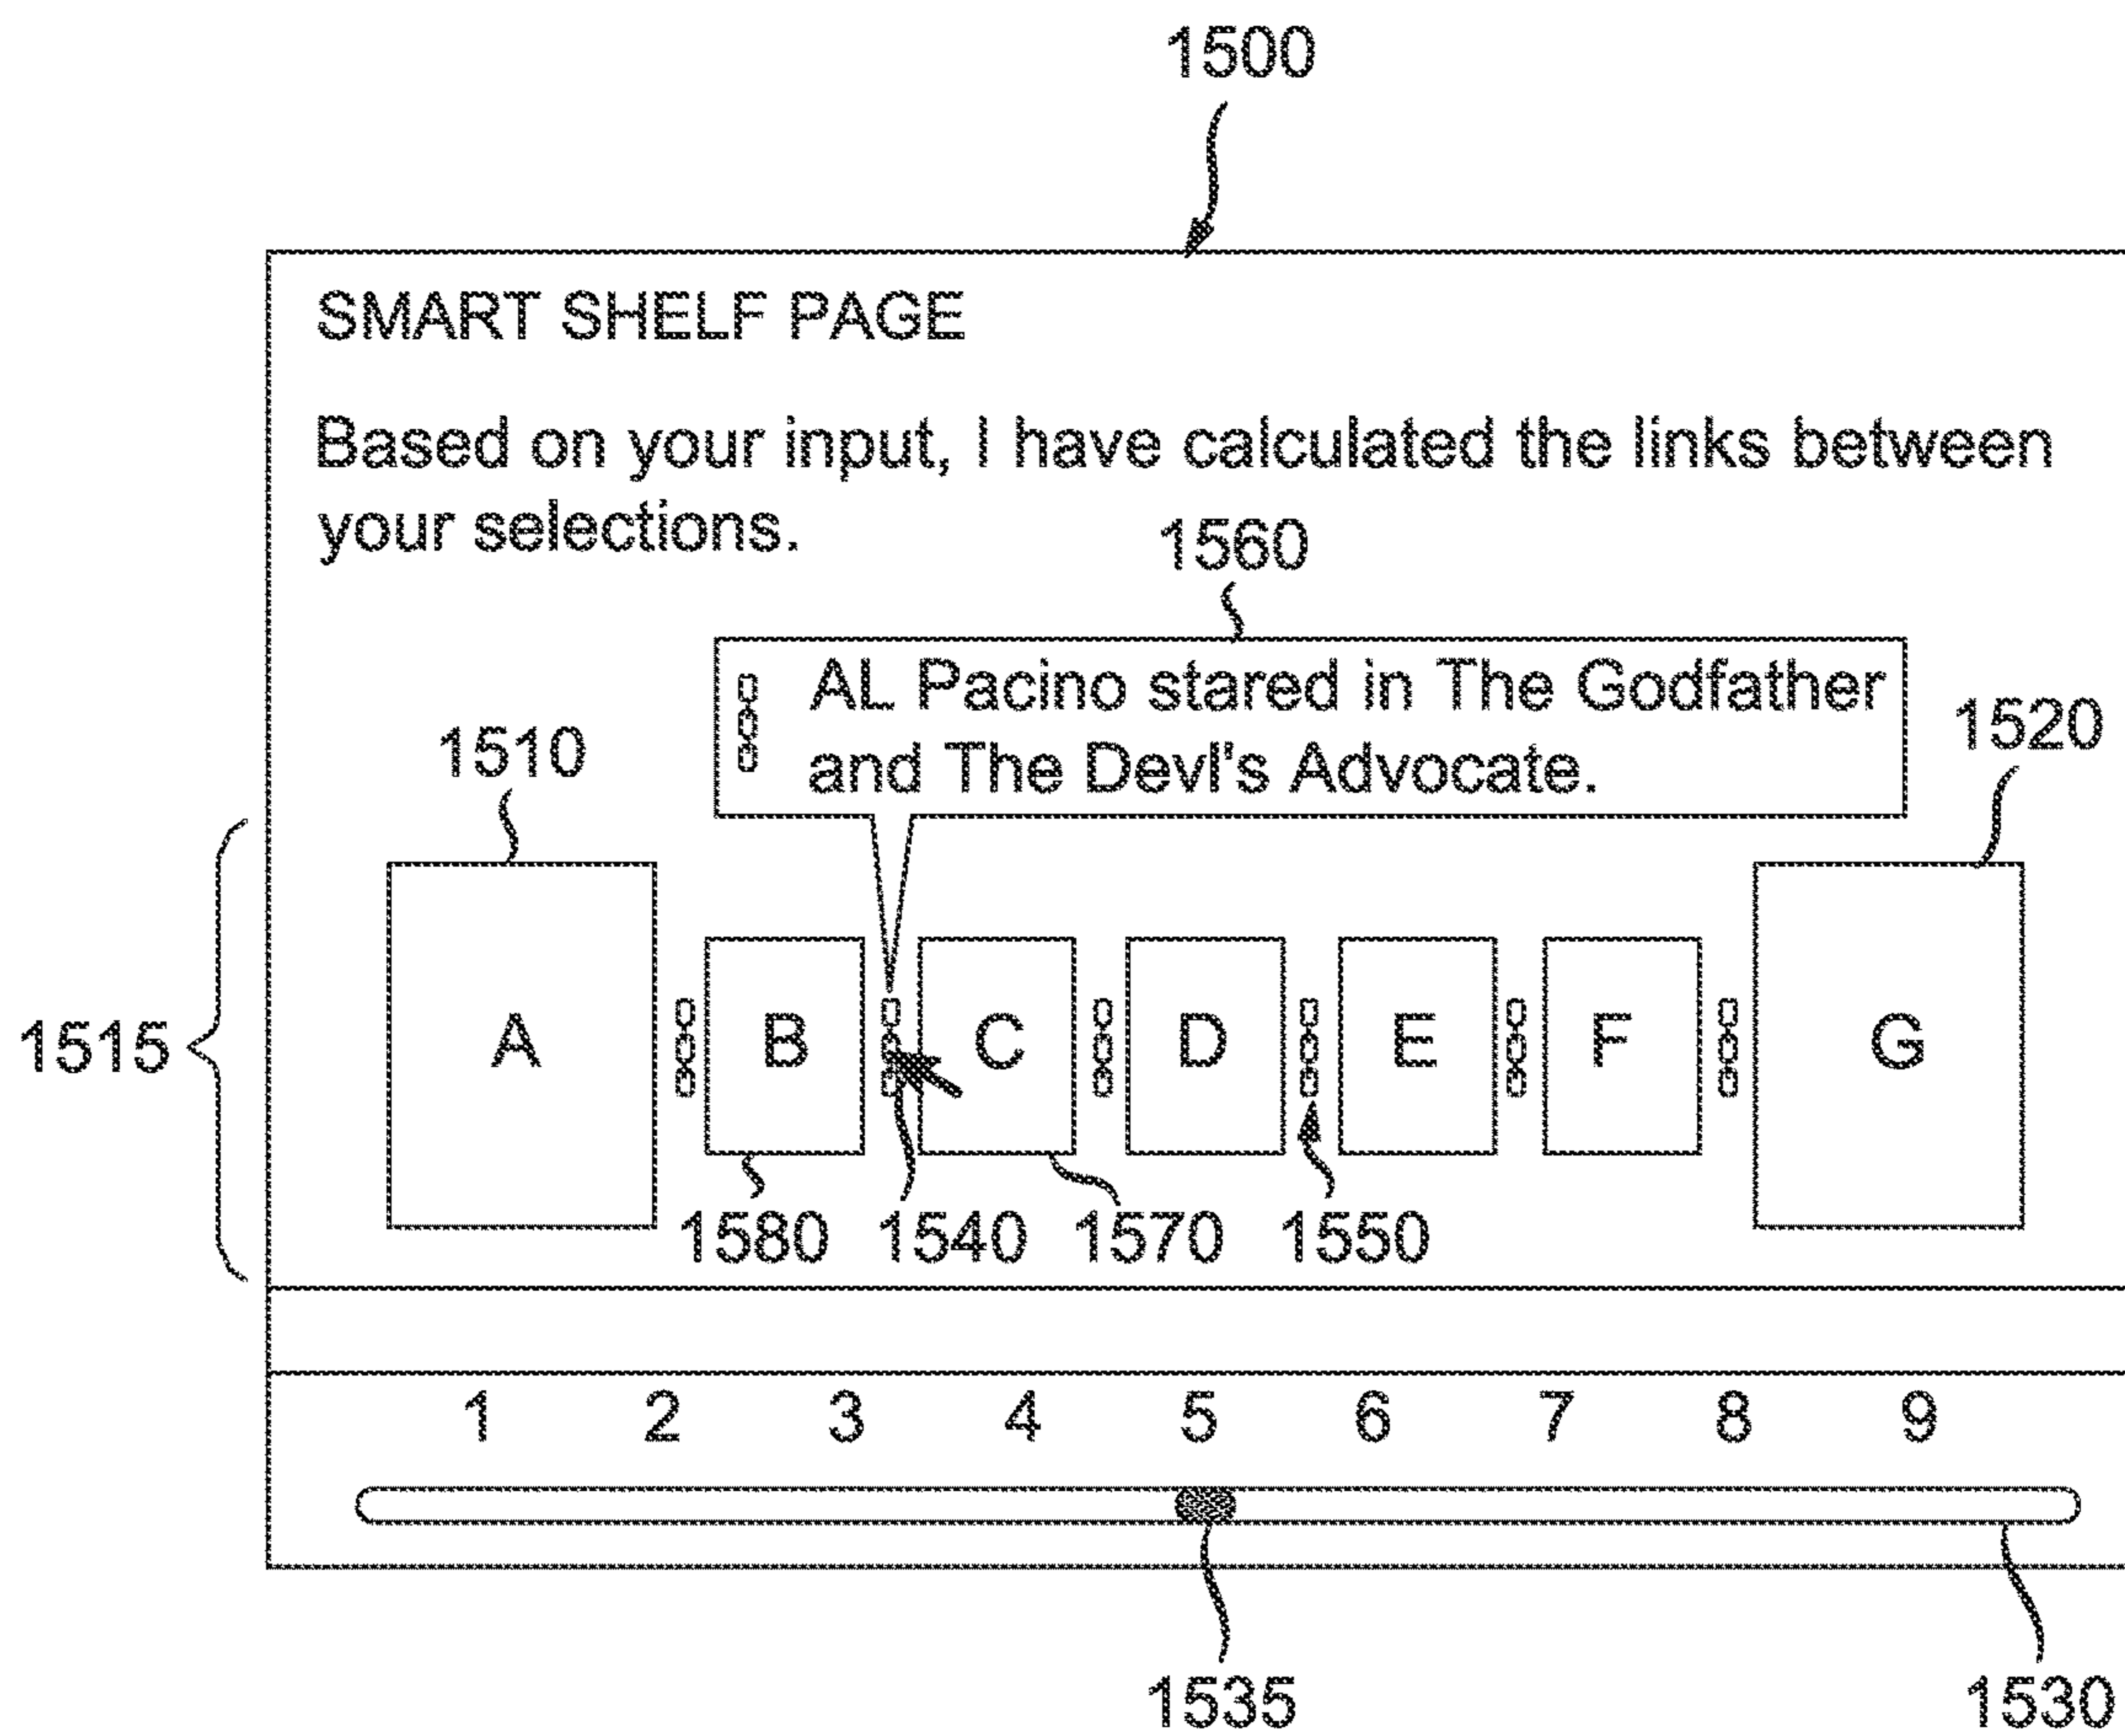 1500
SMART SHELF PAGE
Based on your input, I have calculated the links between
your selections.
1560
AL Pacino stared in The Godfather
and The Devl's Advocate.
1510
1520
1515
A B C D E F G
1580 1540 1570 1550
1 2 3 4 5 6 7 8 9
1535
1530